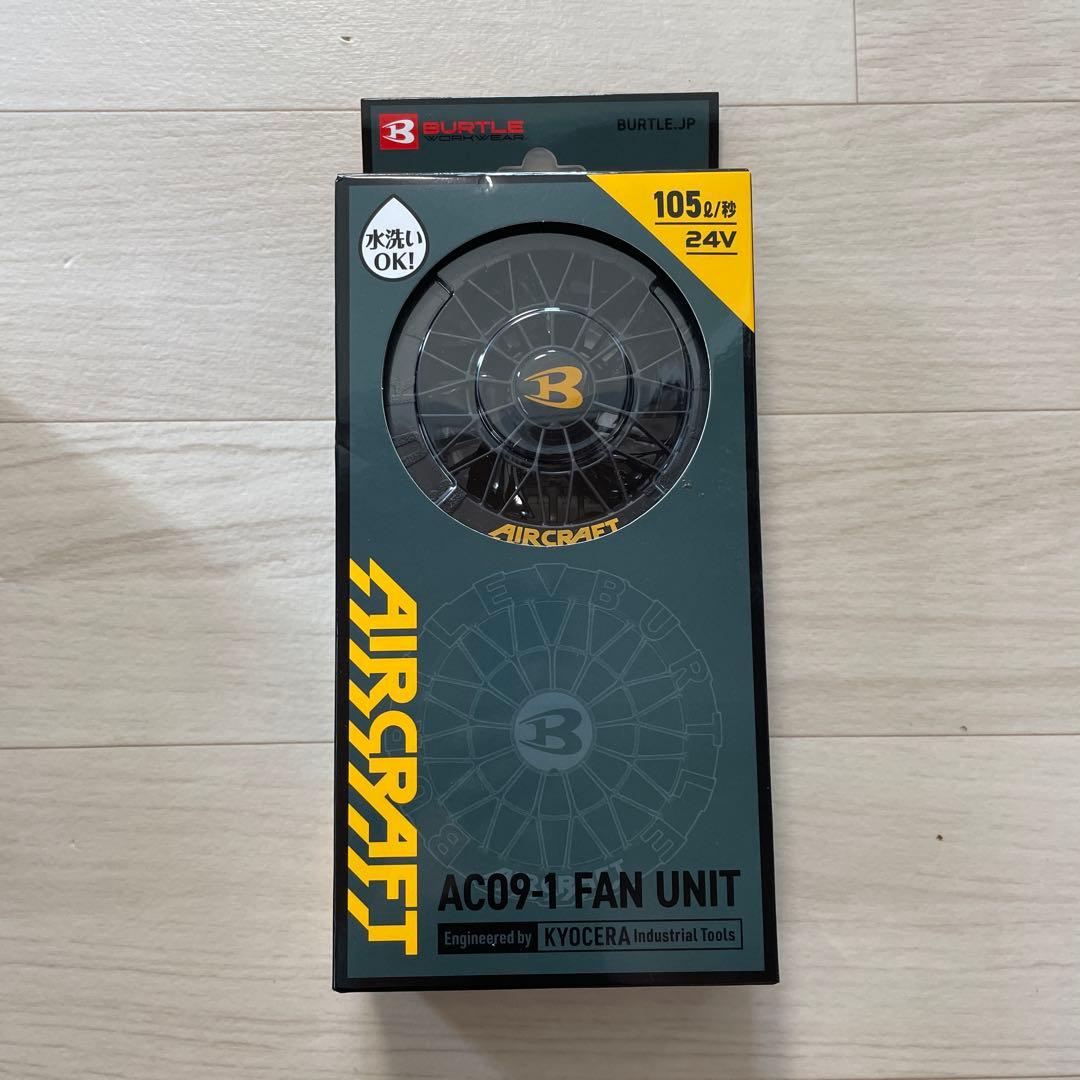 BURTLE
WORKWEAR
BURTLE.JP
水洗い
OK!
105ℓ/秒
24V
B
AIRCRAFT
AIRCRAFT
BURTLE
B
AC09-1 FAN UNIT
Engineered by KYOCERA Industrial Tools